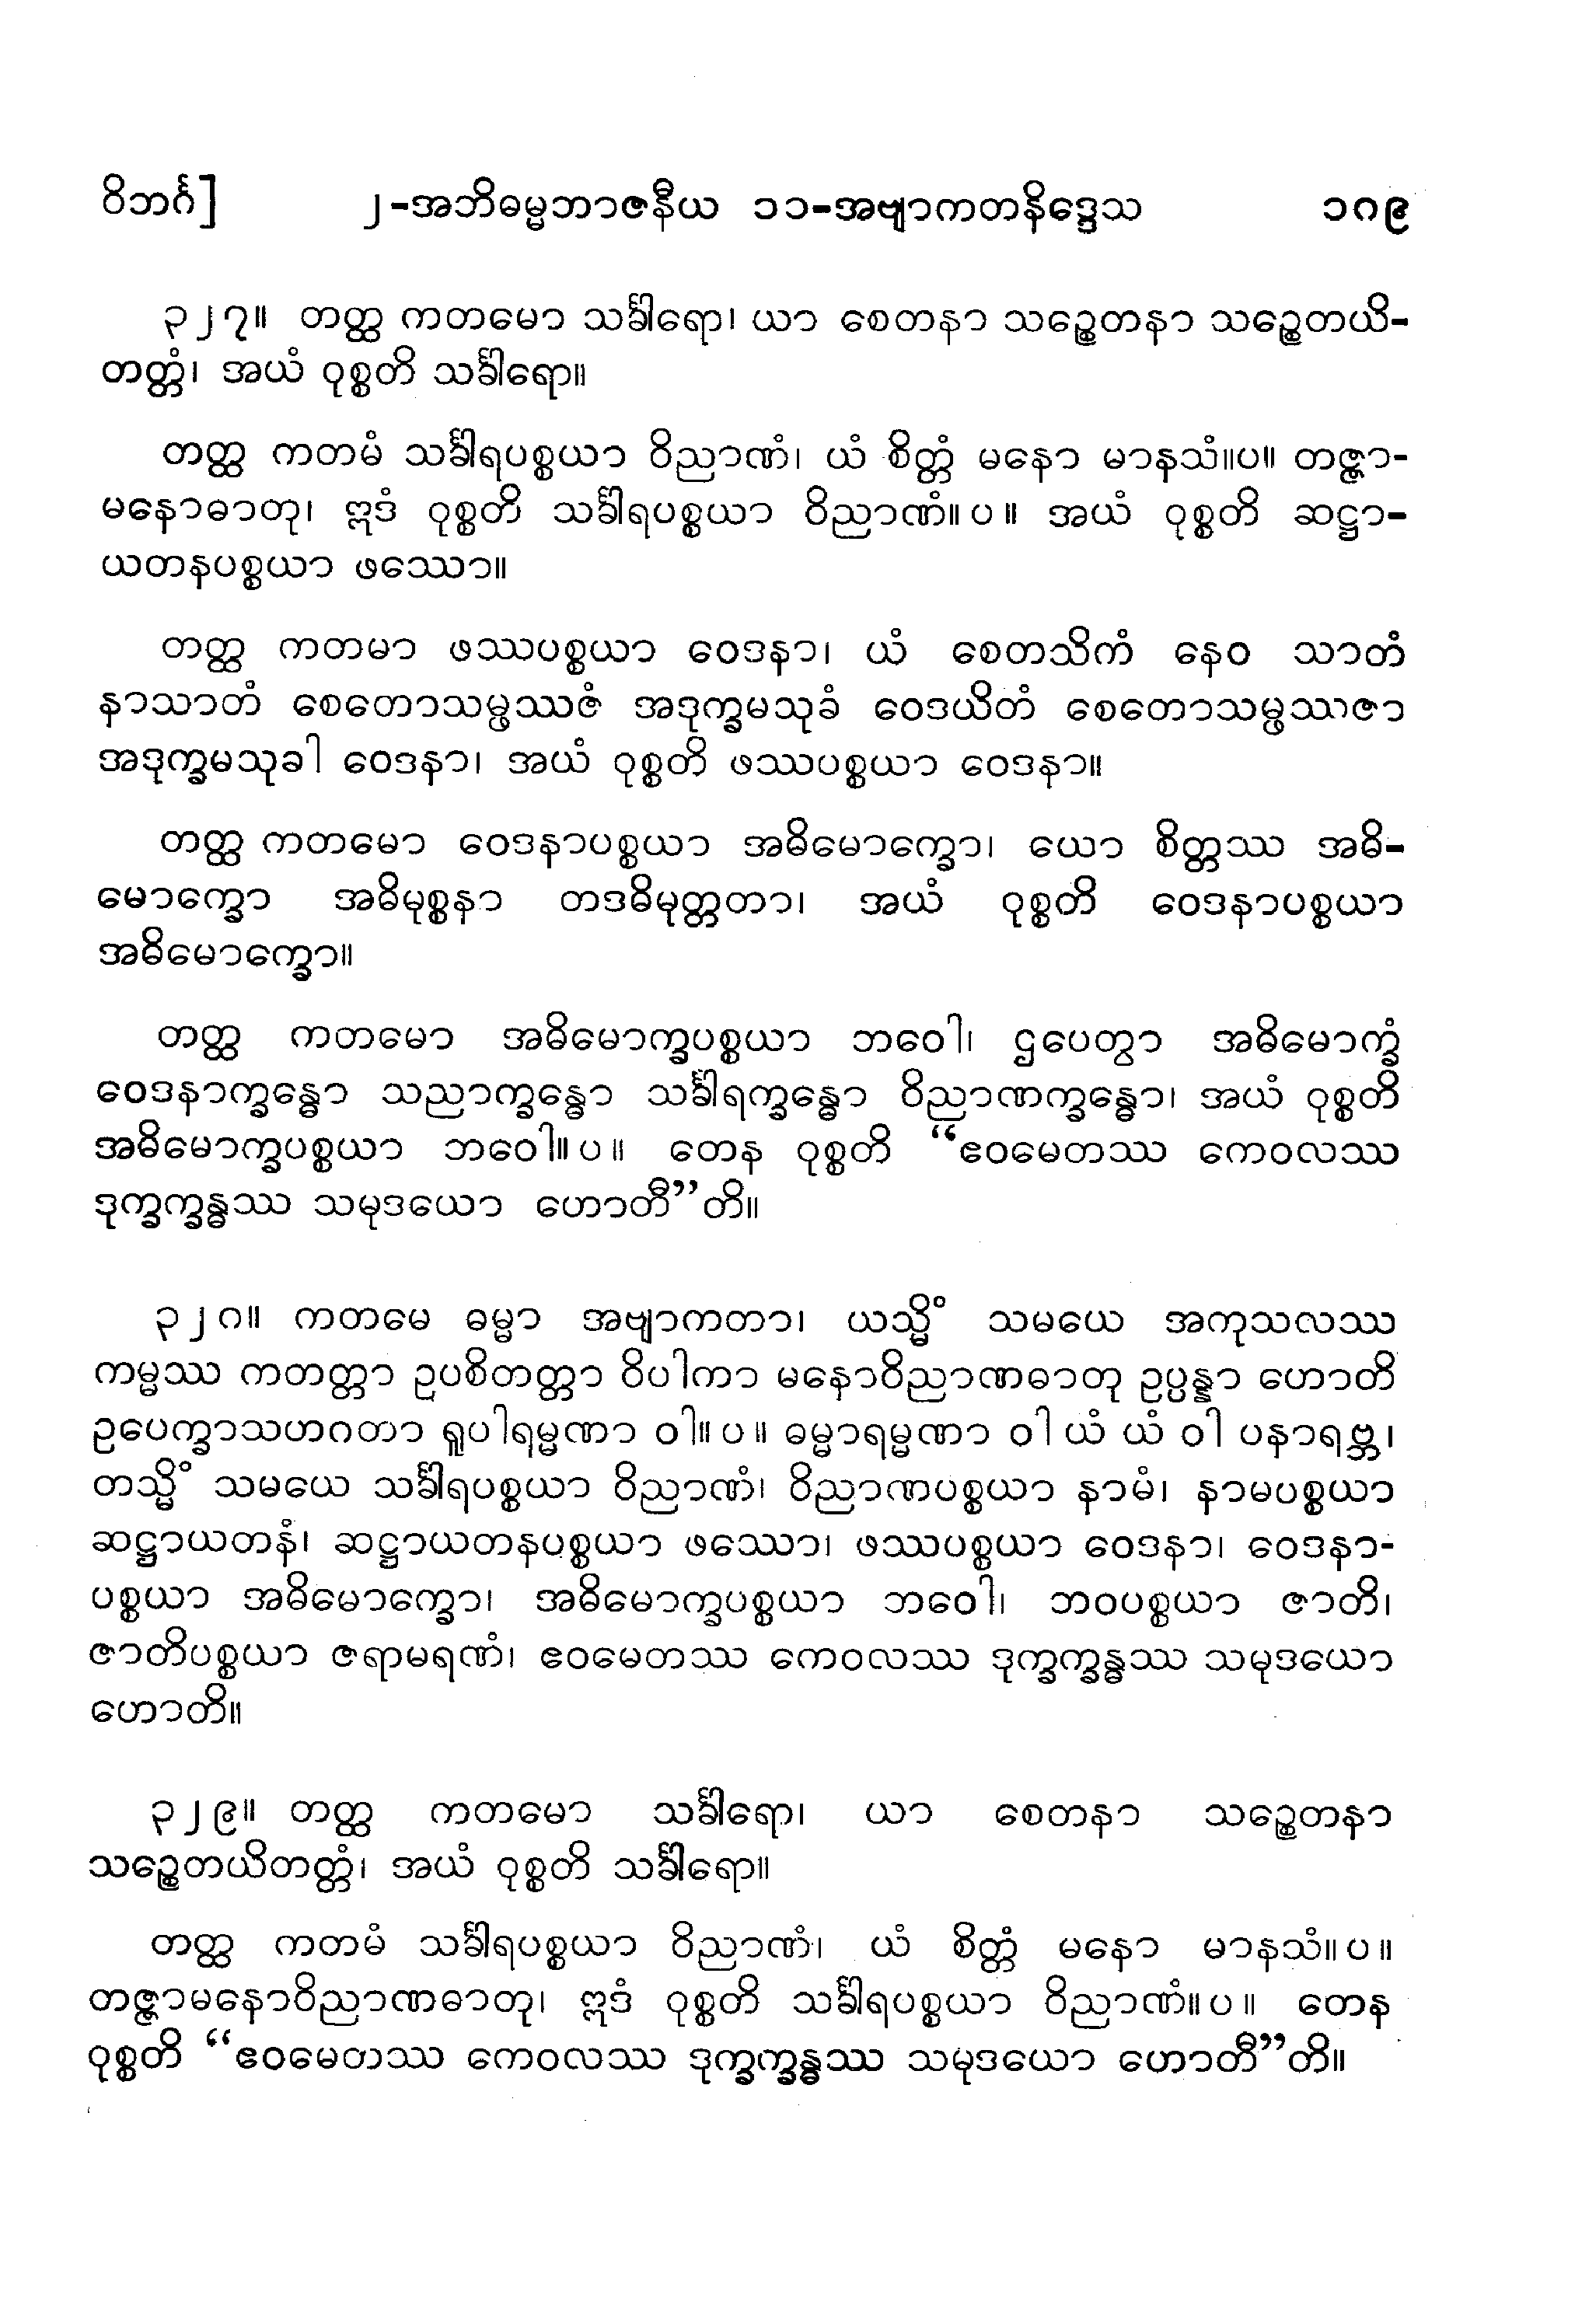 ဝိဘင်္ဂ] ၂-အဘိဓမ္မဘာဇနီယ ၁၁-အဗျာကတနိဒ္ဒေသ ၁၈၉
၃၂၇။ တတ္ထ ကတမော သင်္ခါရော၊ ယာ စေတနာ သဉ္စေတနာ သဉ္စေတယိ-
တတ္တံ၊ အယံ ဝုစ္စတိ သင်္ခါရော။
တတ္ထ ကတမံ သင်္ခါရပစ္စယာ ဝိညာဏံ၊ ယံ စိတ္တံ မနော မာနသံ။ပ။ တဇ္ဇာ-
မနောဓာတု၊ ဣဒံ ဝုစ္စတိ သင်္ခါရပစ္စယာ ဝိညာဏံ။ပ။ အယံ ဝုစ္စတိ ဆဋ္ဌာ-
ယတနပစ္စယာ ဖဿော။
တတ္ထ ကတမာ ဖဿပစ္စယာ ဝေဒနာ၊ ယံ စေတသိကံ နေဝ သာတံ
နာသာတံ စေတောသမ္ဖဿဇံ အဒုက္ခမသုခံ ဝေဒယိတံ စေတောသမ္ဖဿဇာ
အဒုက္ခမသုခါ ဝေဒနာ၊ အယံ ဝုစ္စတိ ဖဿပစ္စယာ ဝေဒနာ။
တတ္ထ ကတမော ဝေဒနာပစ္စယာ အဓိမောက္ခော၊ ယော စိတ္တဿ အဓိ-
မောက္ခော အဓိမုစ္စနာ တဒဓိမုတ္တတာ၊ အယံ ဝုစ္စတိ ဝေဒနာပစ္စယာ
အဓိမောက္ခော။
တတ္ထ ကတမော အဓိမောက္ခပစ္စယာ ဘဝေါ၊ ဌပေတွာ အဓိမောက္ခံ
ဝေဒနာက္ခန္ဓော သညာက္ခန္ဓော သင်္ခါရက္ခန္ဓော ဝိညာဏက္ခန္ဓော၊ အယံ ဝုစ္စတိ
အဓိမောက္ခပစ္စယာ ဘဝေါ။ပ။ တေန ဝုစ္စတိ “ဧဝမေတဿ ကေဝလဿ
ဒုက္ခက္ခန္ဓဿ သမုဒယော ဟောတီ”တိ။
၃၂၈။ ကတမေ ဓမ္မာ အဗျာကတာ၊ ယသ္မိံ သမယေ အကုသလဿ
ကမ္မဿ ကတတ္တာ ဥပစိတတ္တာ ဝိပါကာ မနောဝိညာဏဓာတု ဥပ္ပန္နာ ဟောတိ
ဥပေက္ခာသဟဂတာ ရူပါရမ္မဏာ ဝါ။ပ။ ဓမ္မာရမ္မဏာ ဝါ ယံ ယံ ဝါ ပနာရဗ္ဘ၊
တသ္မိံ သမယေ သင်္ခါရပစ္စယာ ဝိညာဏံ၊ ဝိညာဏပစ္စယာ နာမံ၊ နာမပစ္စယာ
ဆဋ္ဌာယတနံ၊ ဆဋ္ဌာယတနပစ္စယာ ဖဿော၊ ဖဿပစ္စယာ ဝေဒနာ၊ ဝေဒနာ-
ပစ္စယာ အဓိမောက္ခော၊ အဓိမောက္ခပစ္စယာ ဘဝေါ၊ ဘဝပစ္စယာ ဇာတိ၊
ဇာတိပစ္စယာ ဇရာမရဏံ၊ ဧဝမေတဿ ကေဝလဿ ဒုက္ခက္ခန္ဓဿ သမုဒယော
ဟောတိ။
၃၂၉။ တတ္ထ ကတမော သင်္ခါရော၊ ယာ စေတနာ သဉ္စေတနာ
သဉ္စေတယိတတ္တံ၊ အယံ ဝုစ္စတိ သင်္ခါရော။
တတ္ထ ကတမံ သင်္ခါရပစ္စယာ ဝိညာဏံ၊ ယံ စိတ္တံ မနော မာနသံ။ပ။
တဇ္ဇာမနောဝိညာဏဓာတု၊ ဣဒံ ဝုစ္စတိ သင်္ခါရပစ္စယာ ဝိညာဏံ။ပ။ တေန
ဝုစ္စတိ “ဧဝမေတဿ ကေဝလဿ ဒုက္ခက္ခန္ဓဿ သမုဒယော ဟောတီ”တိ။